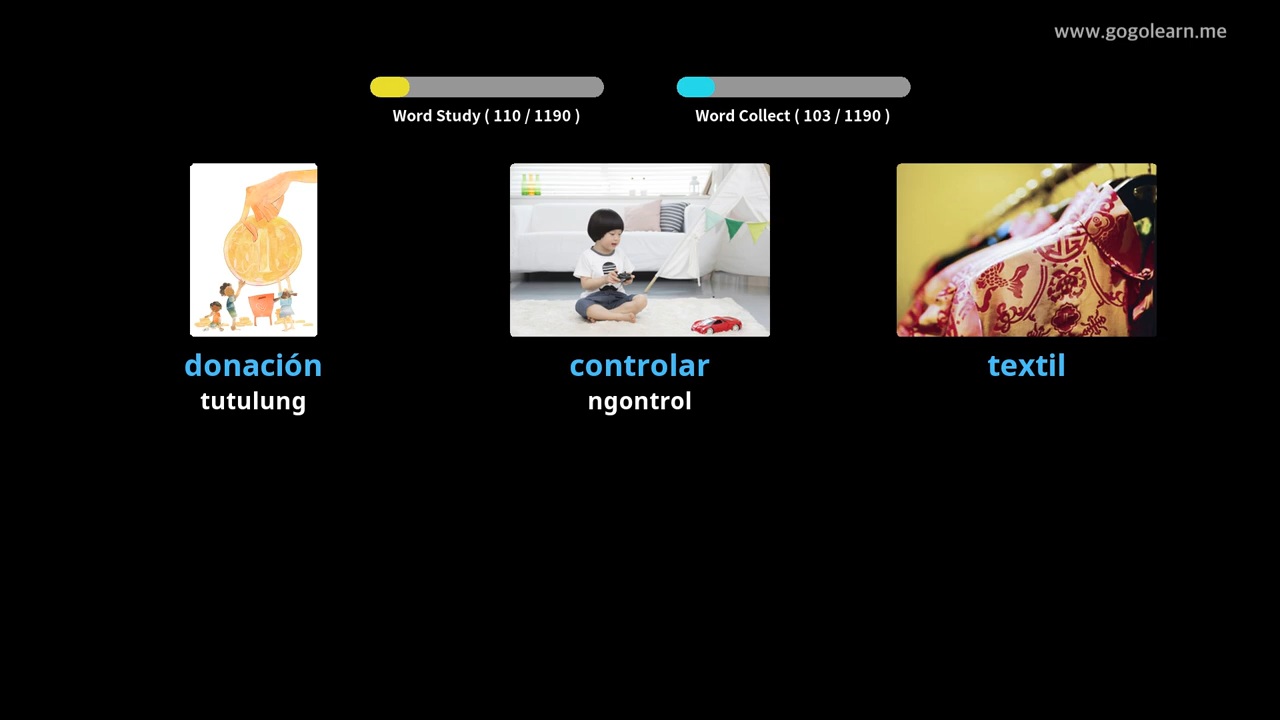 www.gogolearn.me
Word Study ( 110 / 1190 )
Word Collect ( 103 / 1190 )
donación
tutulung
controlar
ngontrol
textil